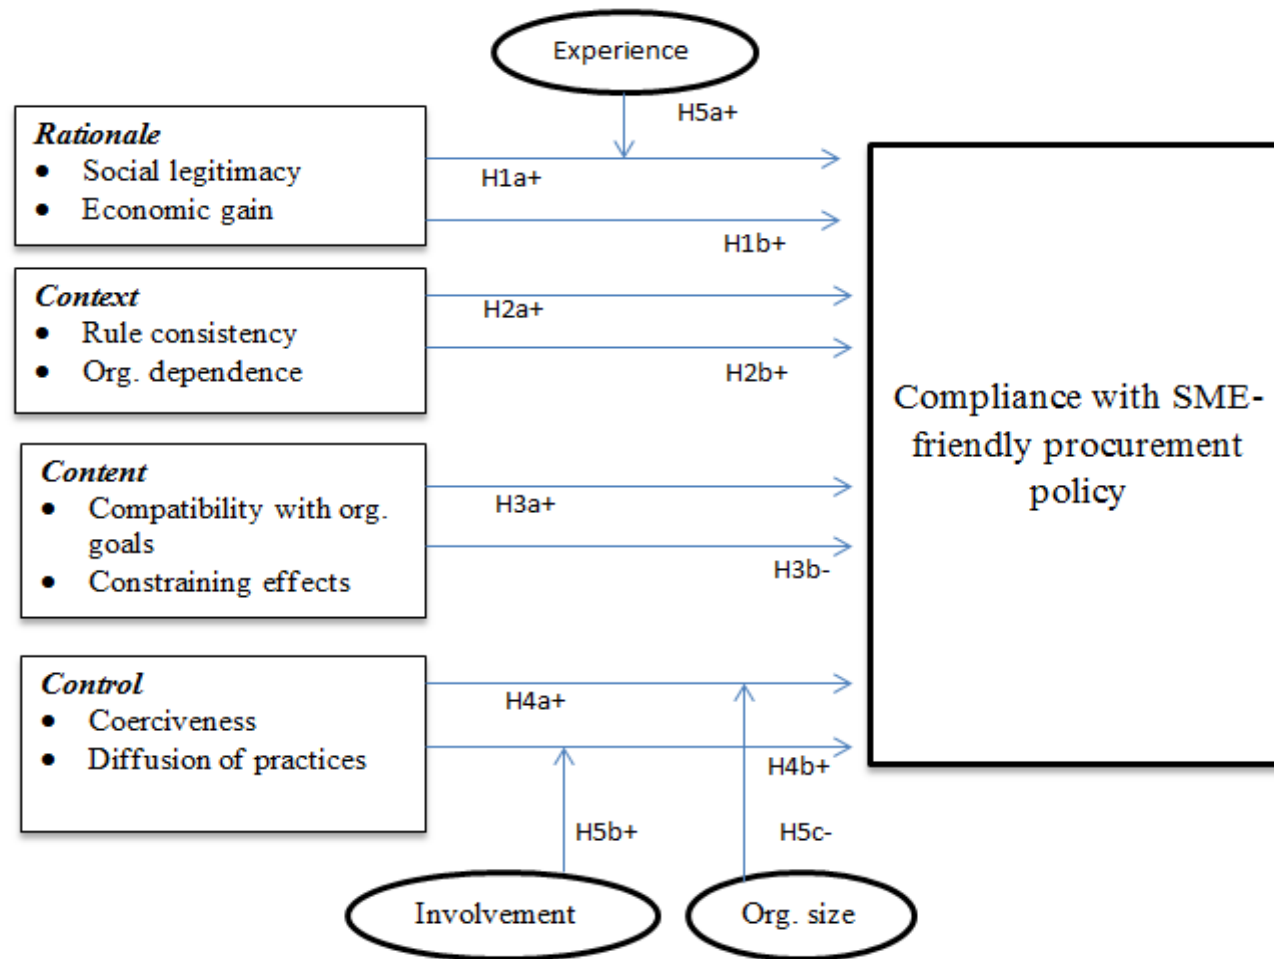 Experience
H5a+
Rationale
• Social legitimacy
• Economic gain
H1a+
H1b+
Context
• Rule consistency
• Org. dependence
H2a+
H2b+
Content
• Compatibility with org.
goals
• Constraining effects
H3a+
H3b-
Control
• Coerciveness
• Diffusion of practices
H4a+
H4b+
H5b+
H5c-
Involvement
Org. size
Compliance with SME-
friendly procurement
policy